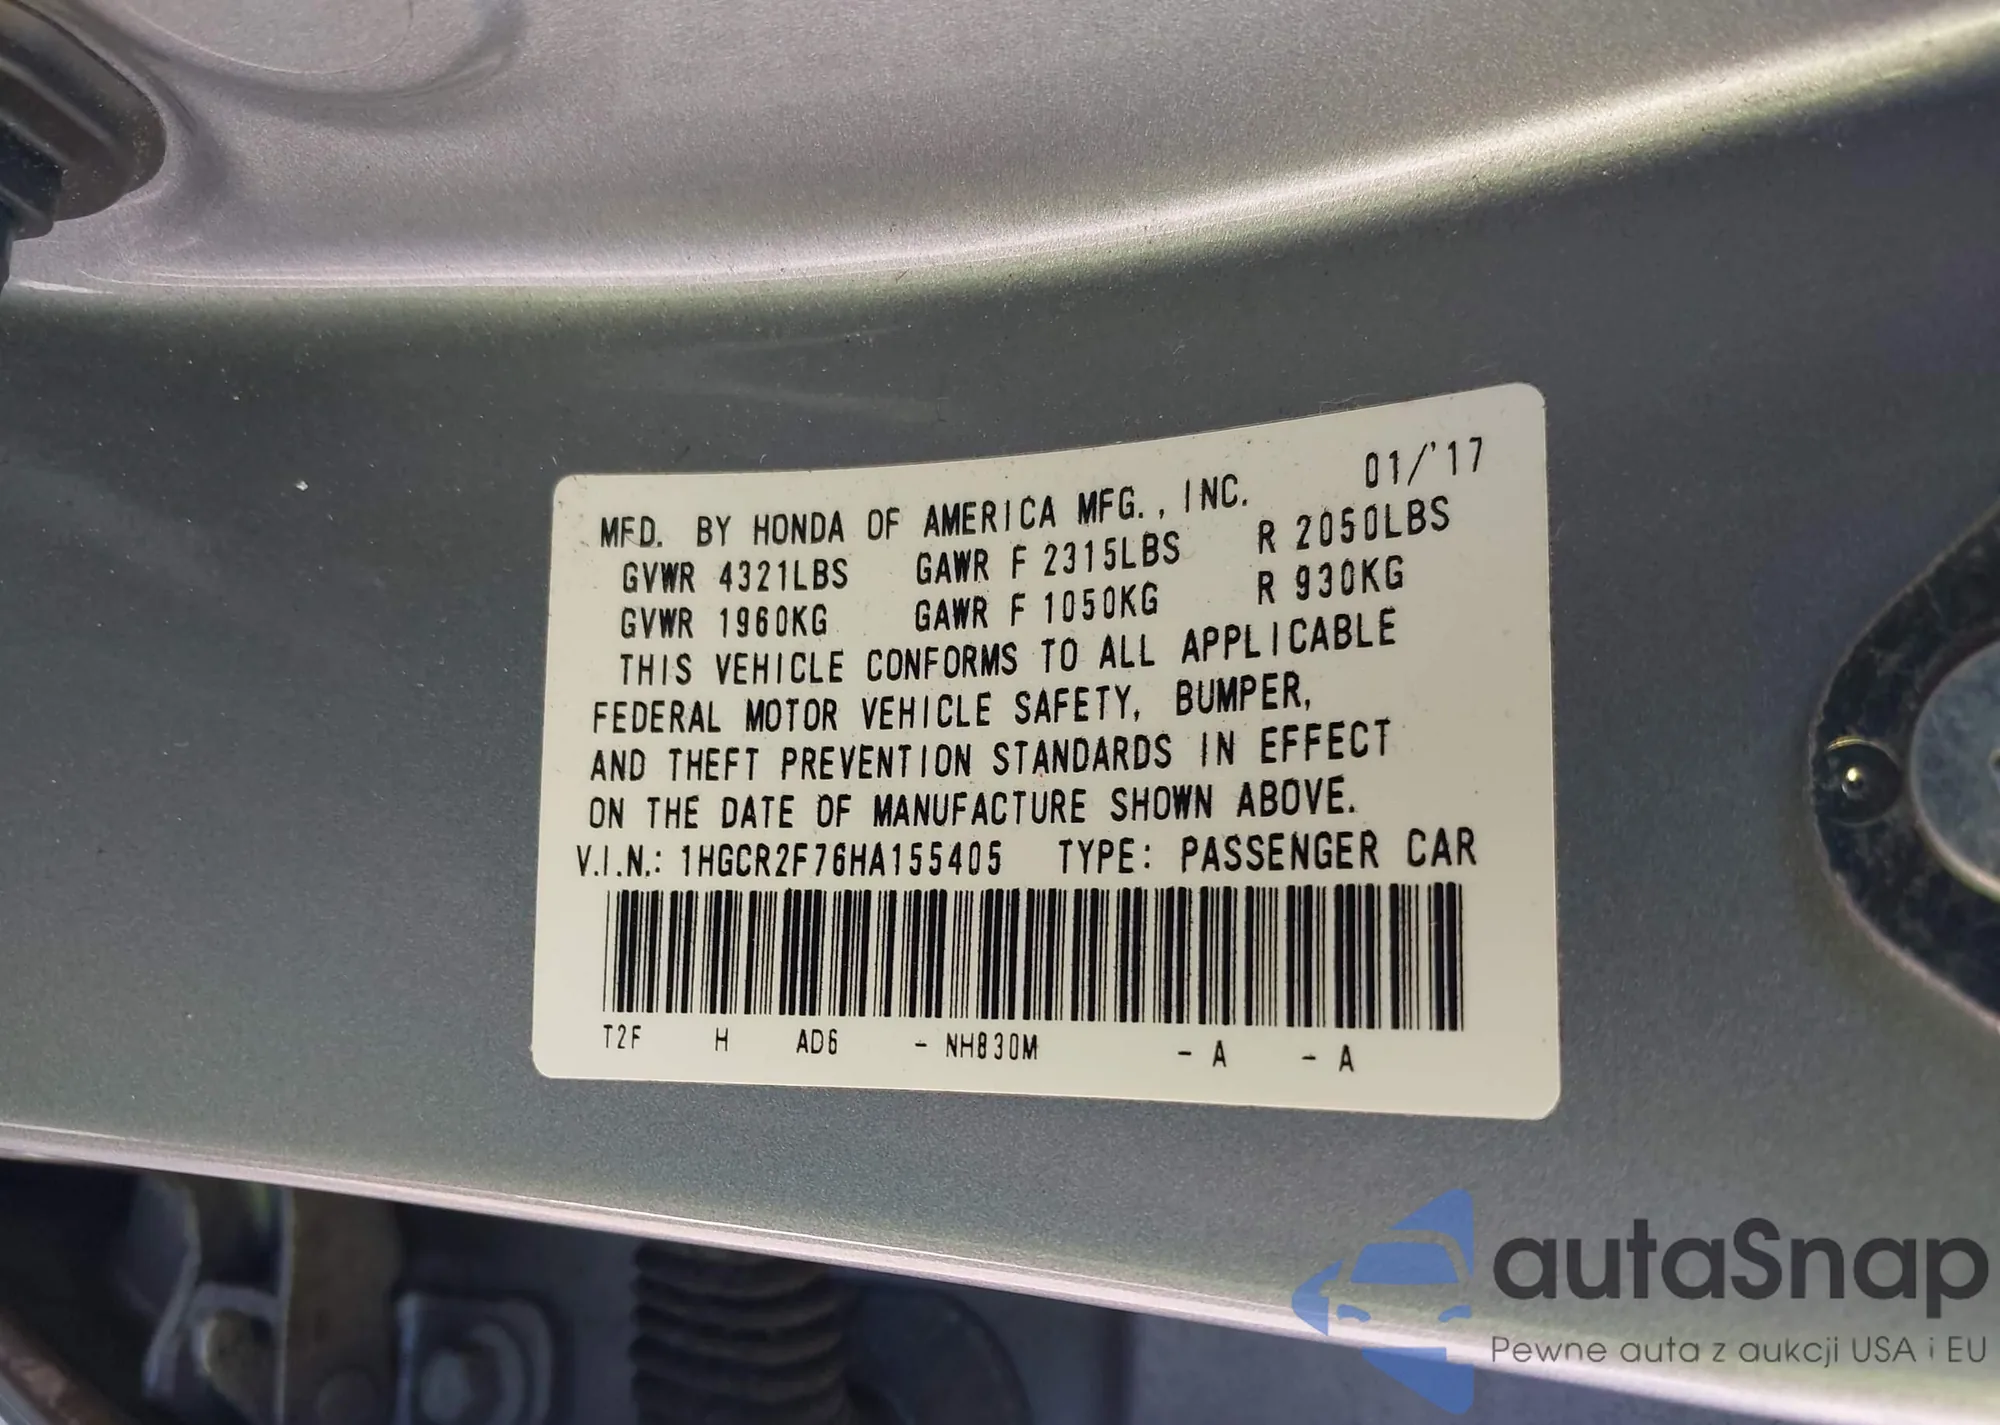 01/'17
MFD. BY HONDA OF AMERICA MFG., INC.
GVWR 4321LBS GAWR F 2315LBS R 2050LBS
GVWR 1960KG GAWR F 1050KG R 930KG
THIS VEHICLE CONFORMS TO ALL APPLICABLE
FEDERAL MOTOR VEHICLE SAFETY, BUMPER,
AND THEFT PREVENTION STANDARDS IN EFFECT
ON THE DATE OF MANUFACTURE SHOWN ABOVE.
V.I.N.: 1HGCR2F76HA155405 TYPE: PASSENGER CAR
T2F H AD6 - NH830M - A - A
autaSnap
Pewne auta z aukcji USA i EU